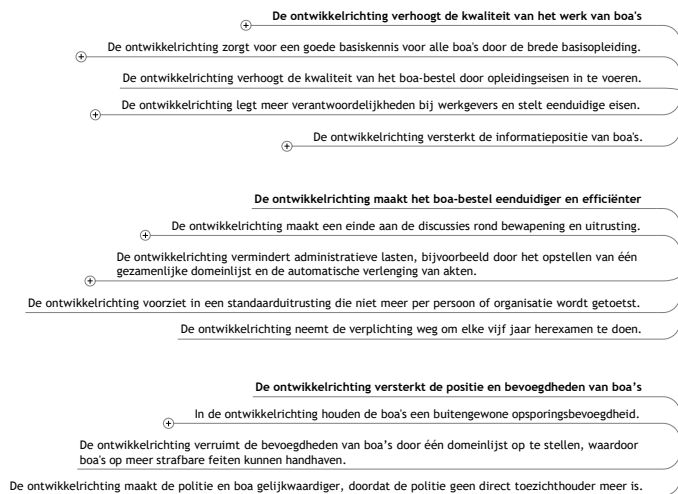 De ontwikkelrichting verhoogt de kwaliteit van het werk van boa's
De ontwikkelrichting zorgt voor een goede basiskennis voor alle boa's door de brede basisopleiding.
De ontwikkelrichting verhoogt de kwaliteit van het boa-bestel door opleidingseisen in te voeren.
De ontwikkelrichting legt meer verantwoordelijkheden bij werkgevers en stelt eenduidige eisen.
De ontwikkelrichting versterkt de informatiepositie van boa's.
De ontwikkelrichting maakt het boa-bestel eenduidiger en efficiënter
De ontwikkelrichting maakt een einde aan de discussies rond bewapening en uitrusting.
De ontwikkelrichting vermindert administratieve lasten, bijvoorbeeld door het opstellen van één
gezamenlijke domeinlijst en de automatische verlenging van akten.
De ontwikkelrichting voorziet in een standaarduitrusting die niet meer per persoon of organisatie wordt getoetst.
De ontwikkelrichting neemt de verplichting weg om elke vijf jaar herexamen te doen.
De ontwikkelrichting versterkt de positie en bevoegdheden van boa’s
In de ontwikkelrichting houden de boa's een buitengewone opsporingsbevoegdheid.
De ontwikkelrichting verruimt de bevoegdheden van boa’s door één domeinlijst op te stellen, waardoor
boa's op meer strafbare feiten kunnen handhaven.
De ontwikkelrichting maakt de politie en boa gelijkwaardiger, doordat de politie geen direct toezichthouder meer is.